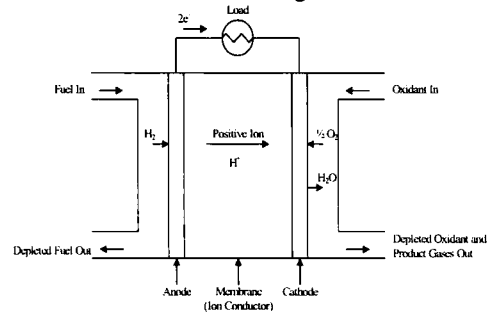 Load
2e⁻
Fuel In
Oxidant In
H₂
Positive Ion
½ O₂
H⁺
H₂O
Depleted Fuel Out
Depleted Oxidant and
Product Gases Out
Anode
Membrane
Cathode
(Ion Conductor)